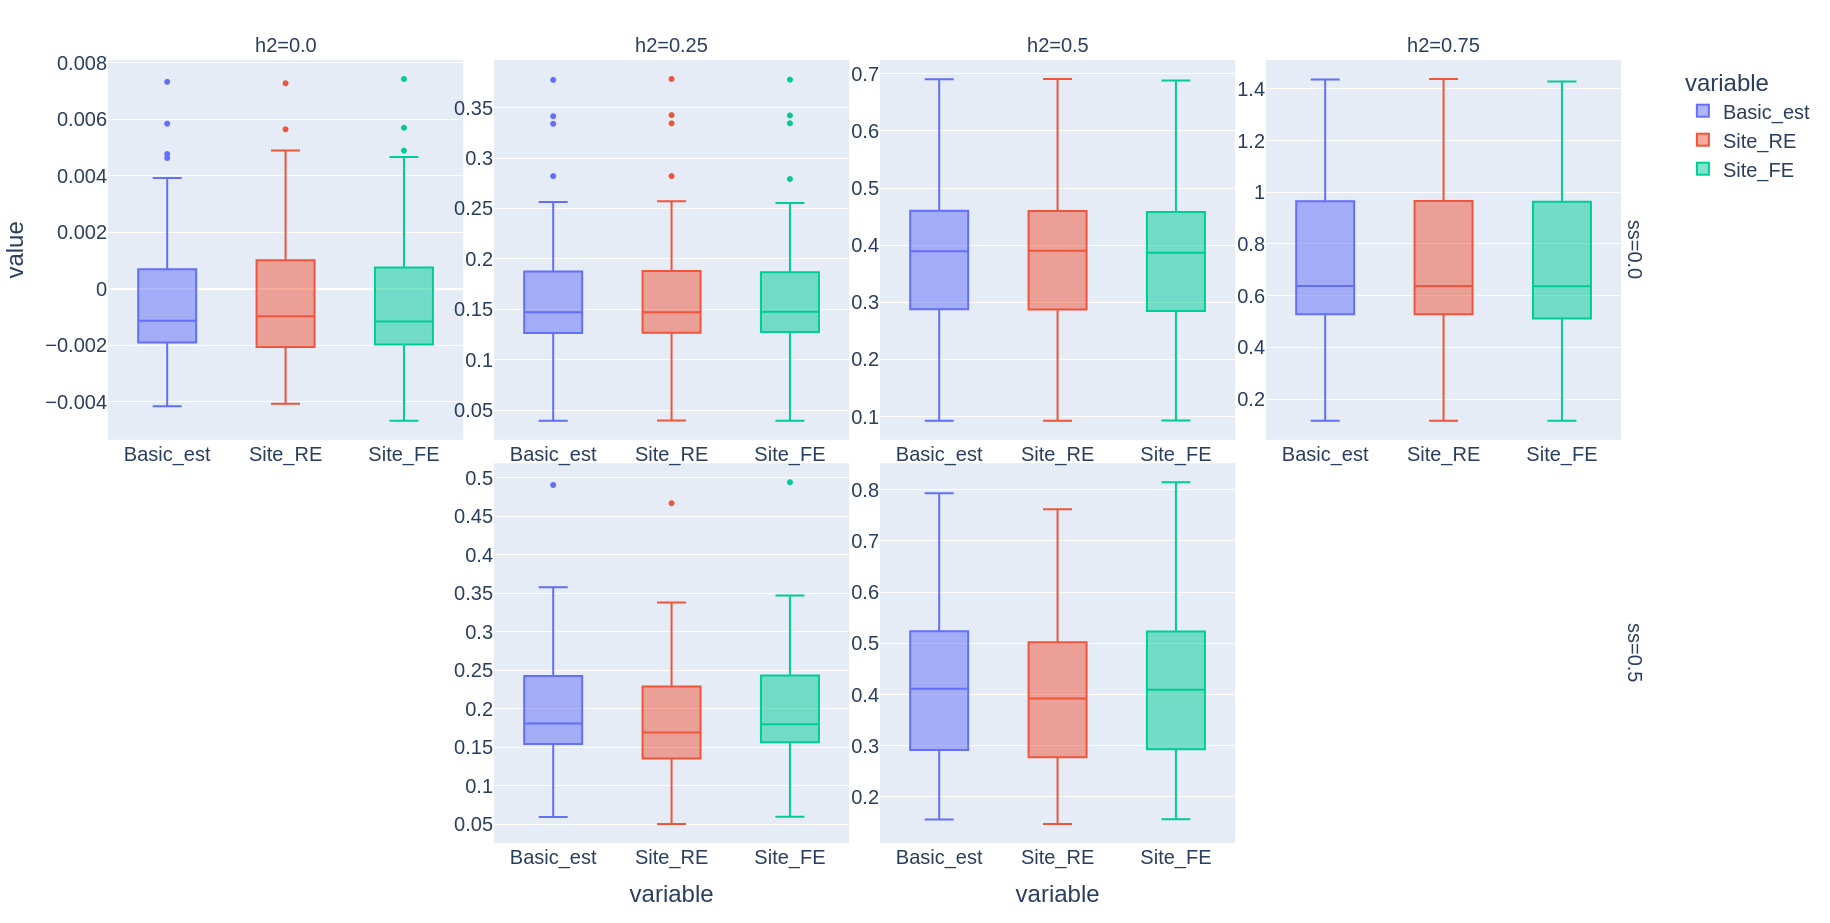 h2=0.0
h2=0.25
h2=0.5
h2=0.75
value
0.008
0.006
0.004
0.002
0
−0.002
−0.004
Basic_est
Site_RE
Site_FE
0.35
0.3
0.25
0.2
0.15
0.1
0.05
Basic_est
Site_RE
Site_FE
0.7
0.6
0.5
0.4
0.3
0.2
0.1
Basic_est
Site_RE
Site_FE
1.4
1.2
1
0.8
0.6
0.4
0.2
Basic_est
Site_RE
Site_FE
ss=0.0
variable
Basic_est
Site_RE
Site_FE
0.5
0.45
0.4
0.35
0.3
0.25
0.2
0.15
0.1
0.05
Basic_est
Site_RE
Site_FE
variable
0.8
0.7
0.6
0.5
0.4
0.3
0.2
Basic_est
Site_RE
Site_FE
variable
ss=0.5